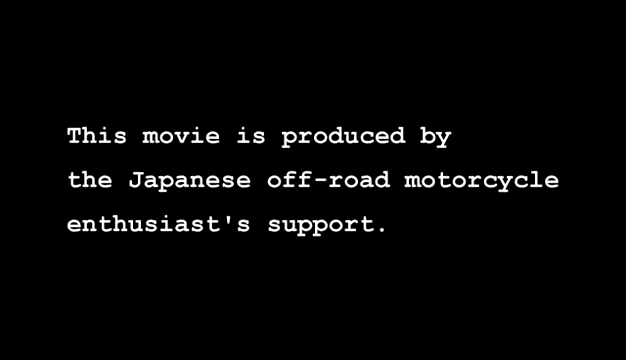 This movie is produced by
the Japanese off-road motorcycle
enthusiast's support.